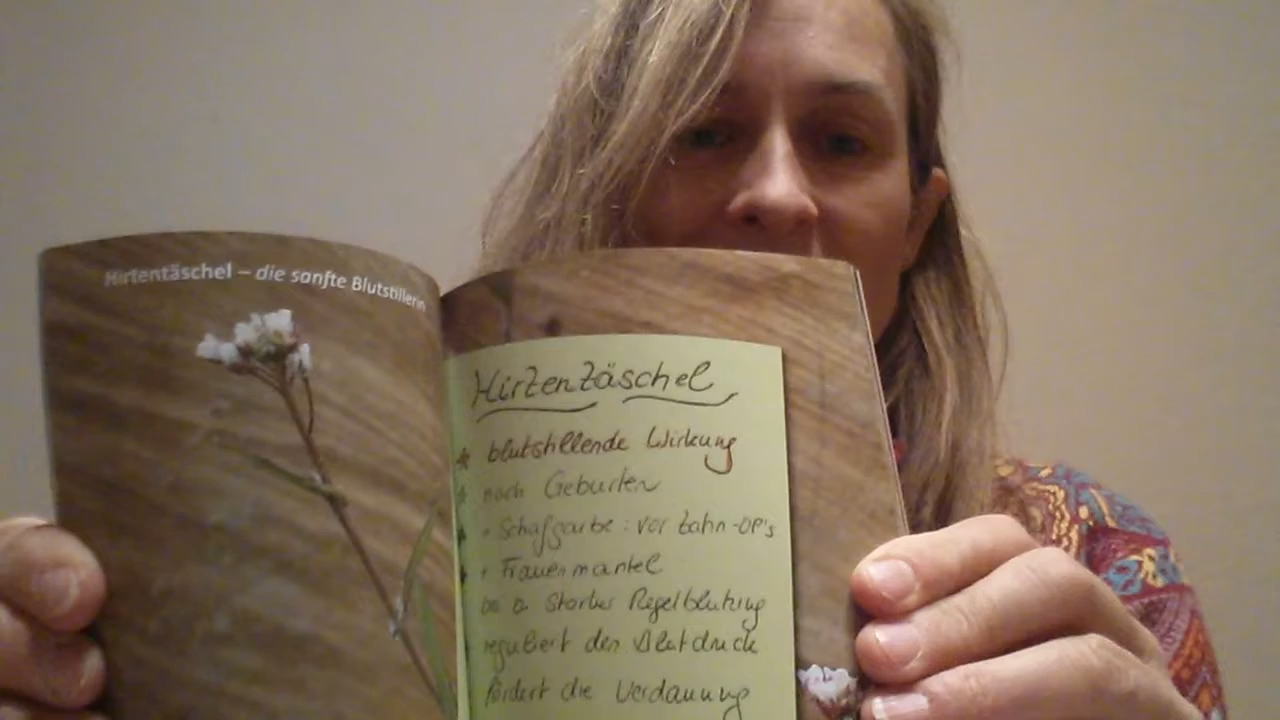 Hirtentäschel – die sanfte Blutstillerin
Hirtentäschel
* blutstillende Wirkung
* nach Geburten
* + Schafgarbe: vor Zahn-OP's
* + Frauenmantel
bei starker Regelblutung
reguliert den Blutdruck
fördert die Verdauung